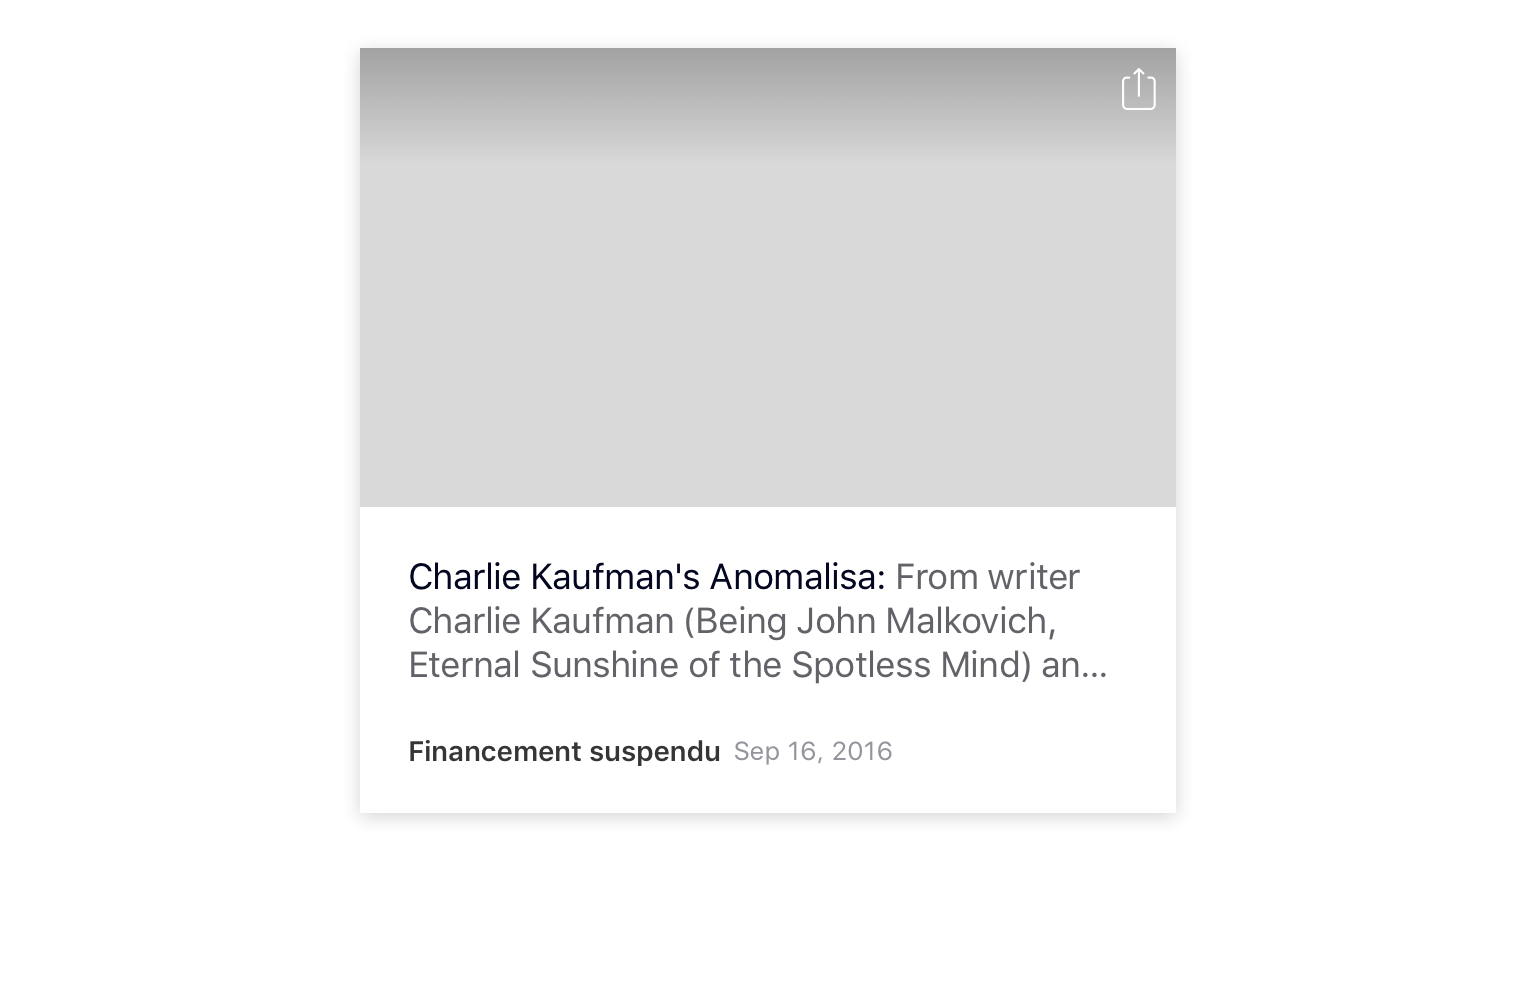 Charlie Kaufman's Anomalisa: From writer
Charlie Kaufman (Being John Malkovich,
Eternal Sunshine of the Spotless Mind) an...
Financement suspendu Sep 16, 2016